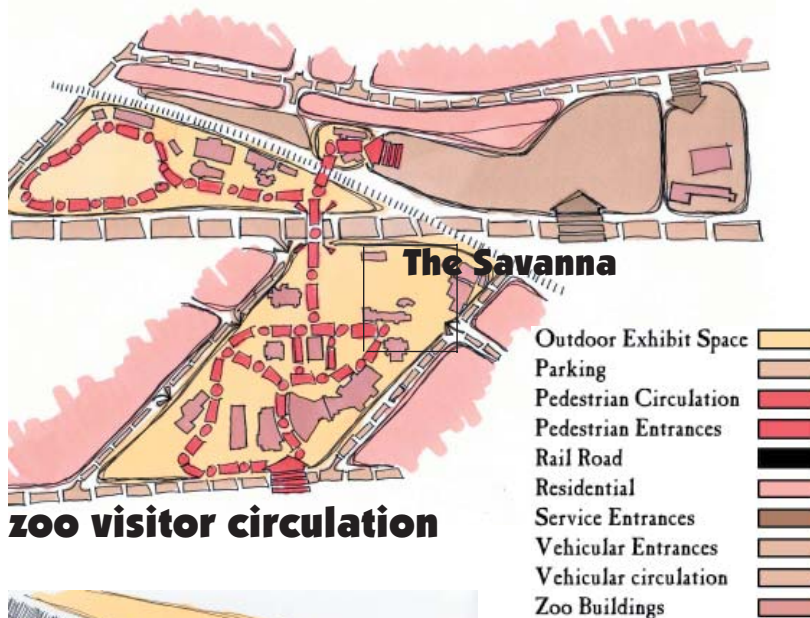 The Savanna
Outdoor Exhibit Space
Parking
Pedestrian Circulation
Pedestrian Entrances
Rail Road
Residential
Service Entrances
Vehicular Entrances
Vehicular circulation
Zoo Buildings
zoo visitor circulation